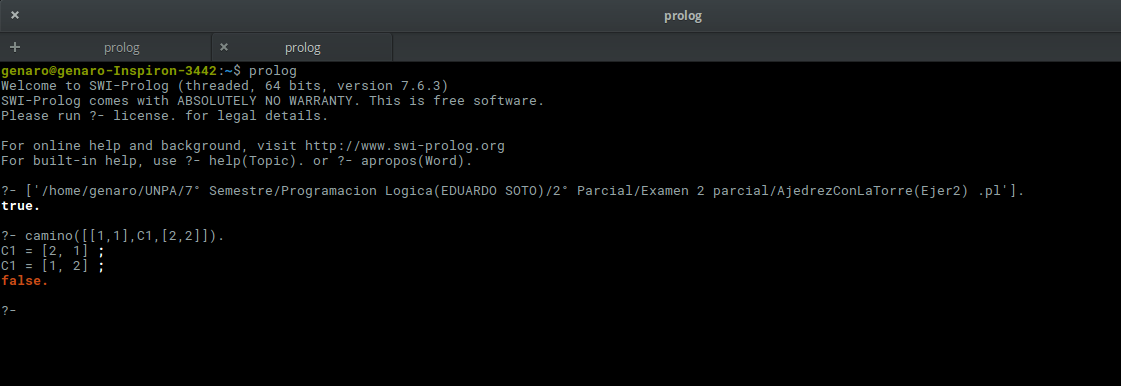 prolog
prolog
prolog
genaro@genaro-Inspiron-3442:~$ prolog
Welcome to SWI-Prolog (threaded, 64 bits, version 7.6.3)
SWI-Prolog comes with ABSOLUTELY NO WARRANTY. This is free software.
Please run ?- license. for legal details.
For online help and background, visit http://www.swi-prolog.org
For built-in help, use ?- help(Topic). or ?- apropos(Word).
?- ['/home/genaro/UNPA/7° Semestre/Programacion Logica(EDUARDO SOTO)/2° Parcial/Examen 2 parcial/AjedrezConLaTorre(Ejer2) .pl'].
true.
?- camino([[1,1],C1,[2,2]]).
C1 = [2, 1] ;
C1 = [1, 2] ;
false.
?-